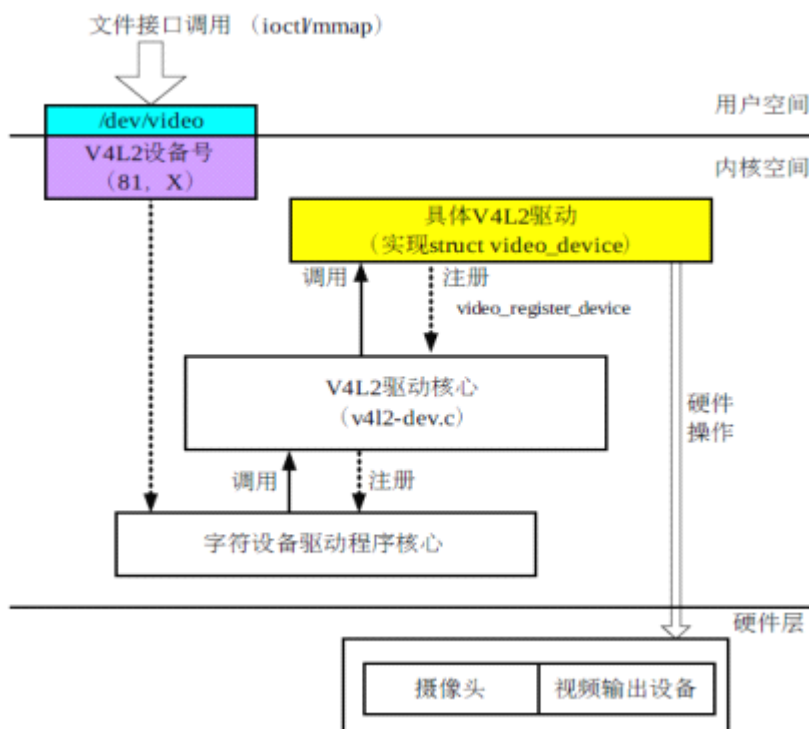 文件接口调用 （ioctl/mmap）
/dev/video
用户空间
V4L2设备号
（81，X）
内核空间
具体V4L2驱动
（实现struct video_device）
调用
注册
video_register_device
V4L2驱动核心
（v4l2-dev.c）
硬件
操作
调用
注册
字符设备驱动程序核心
硬件层
摄像头
视频输出设备